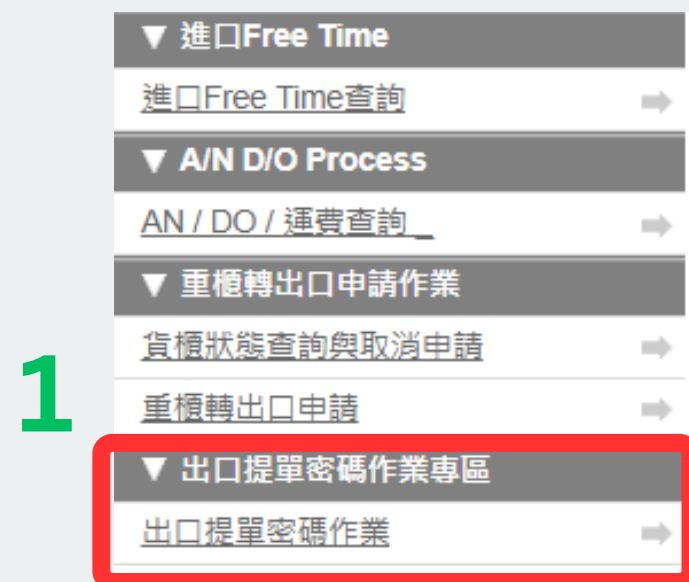 ▼ 進口Free Time
進口Free Time查詢
▼ A/N D/O Process
AN / DO / 運費查詢 _
▼ 重櫃轉出口申請作業
貨櫃狀態查詢與取消申請
1
重櫃轉出口申請
▼ 出口提單密碼作業專區
出口提單密碼作業